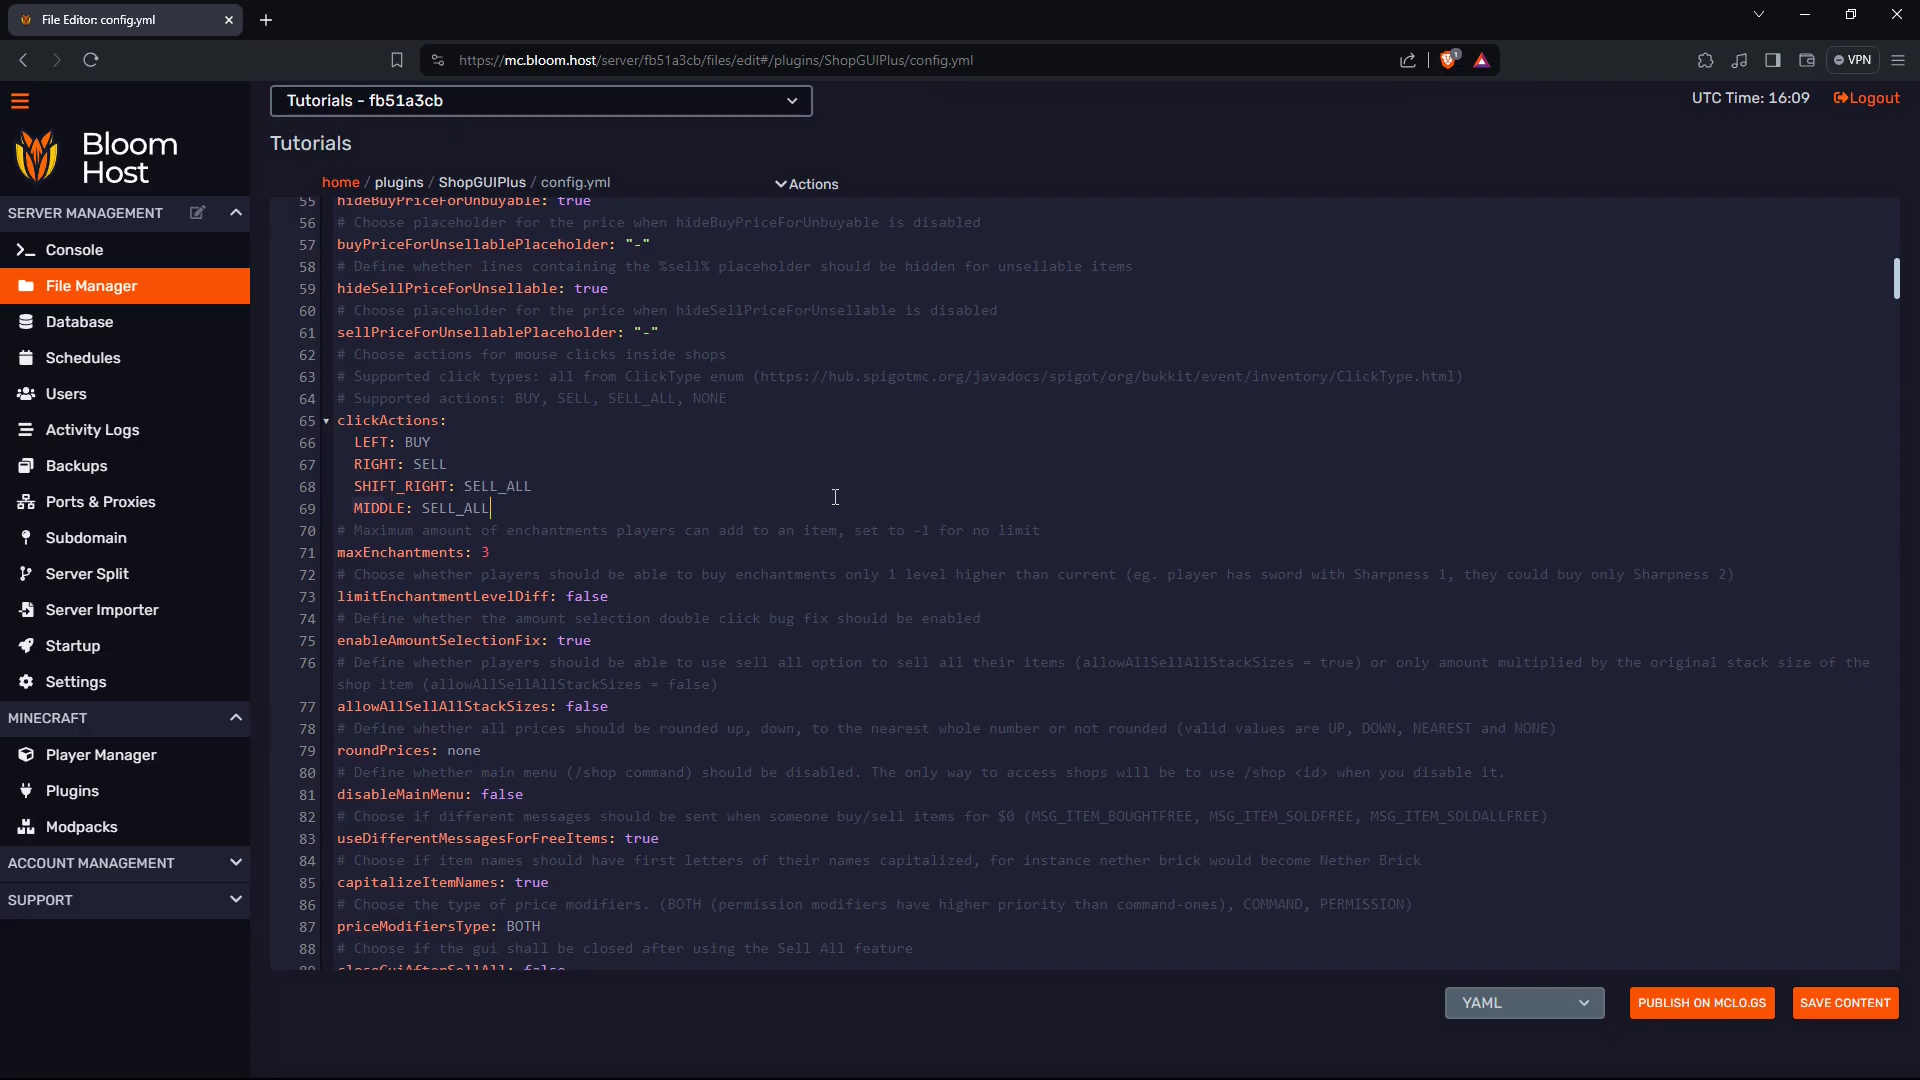 File Editor: config.yml
https://mc.bloom.host/server/fb51a3cb/files/edit#/plugins/ShopGUIPlus/config.yml
VPN
Tutorials - fb51a3cb
UTC Time: 16:09
Logout
Bloom
Host
Tutorials
home / plugins / ShopGUIPlus / config.yml
Actions
SERVER MANAGEMENT
Console
File Manager
Database
Schedules
Users
Activity Logs
Backups
Ports & Proxies
Subdomain
Server Split
Server Importer
Startup
Settings
MINECRAFT
Player Manager
Plugins
Modpacks
ACCOUNT MANAGEMENT
SUPPORT
55 hideBuyPriceForUnbuyable: true
56 # Choose placeholder for the price when hideBuyPriceForUnbuyable is disabled
57 buyPriceForUnsellablePlaceholder: "-"
58 # Define whether lines containing the %sell% placeholder should be hidden for unsellable items
59 hideSellPriceForUnsellable: true
60 # Choose placeholder for the price when hideSellPriceForUnsellable is disabled
61 sellPriceForUnsellablePlaceholder: "-"
62 # Choose actions for mouse clicks inside shops
63 # Supported click types: all from ClickType enum (https://hub.spigotmc.org/javadocs/spigot/org/bukkit/event/inventory/ClickType.html)
64 # Supported actions: BUY, SELL, SELL_ALL, NONE
65 clickActions:
66 LEFT: BUY
67 RIGHT: SELL
68 SHIFT_RIGHT: SELL_ALL
69 MIDDLE: SELL_ALL
70 # Maximum amount of enchantments players can add to an item, set to -1 for no limit
71 maxEnchantments: 3
72 # Choose whether players should be able to buy enchantments only 1 level higher than current (eg. player has sword with Sharpness 1, they could buy only Sharpness 2)
73 limitEnchantmentLevelDiff: false
74 # Define whether the amount selection double click bug fix should be enabled
75 enableAmountSelectionFix: true
76 # Define whether players should be able to use sell all option to sell all their items (allowAllSellAllStackSizes = true) or only amount multiplied by the original stack size of the
shop item (allowAllSellAllStackSizes = false)
77 allowAllSellAllStackSizes: false
78 # Define whether all prices should be rounded up, down, to the nearest whole number or not rounded (valid values are UP, DOWN, NEAREST and NONE)
79 roundPrices: none
80 # Define whether main menu (/shop command) should be disabled. The only way to access shops will be to use /shop <id> when you disable it.
81 disableMainMenu: false
82 # Choose if different messages should be sent when someone buy/sell items for $0 (MSG_ITEM_BOUGHTFREE, MSG_ITEM_SOLDFREE, MSG_ITEM_SOLDALLFREE)
83 useDifferentMessagesForFreeItems: true
84 # Choose if item names should have first letters of their names capitalized, for instance nether brick would become Nether Brick
85 capitalizeItemNames: true
86 # Choose the type of price modifiers. (BOTH (permission modifiers have higher priority than command-ones), COMMAND, PERMISSION)
87 priceModifiersType: BOTH
88 # Choose if the gui shall be closed after using the Sell All feature
89 closeGuiAfterSellAll: false
YAML
PUBLISH ON MCLO.GS
SAVE CONTENT